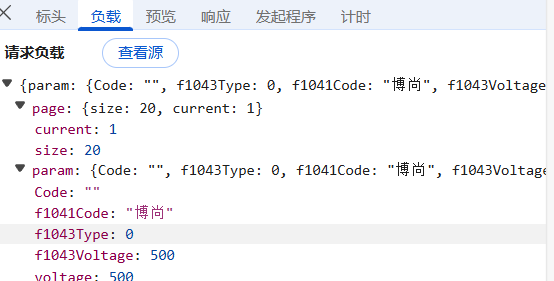 标头 负载 预览 响应 发起程序 计时
请求负载 查看源
{param: {Code: "", f1043Type: 0, f1041Code: "博尚", f1043Voltage
page: {size: 20, current: 1}
current: 1
size: 20
param: {Code: "", f1043Type: 0, f1041Code: "博尚", f1043Voltage
Code: ""
f1041Code: "博尚"
f1043Type: 0
f1043Voltage: 500
voltage: 500